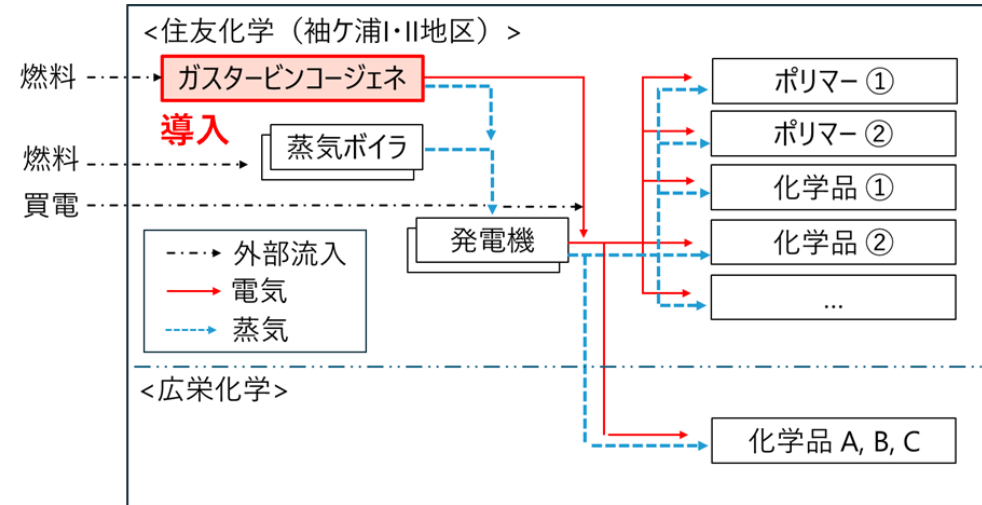 <住友化学（袖ケ浦I･II地区）>
燃料
ガスタービンコージェネ
導入
燃料
蒸気ボイラ
買電
発電機
外部流入
電気
蒸気
ポリマー ①
ポリマー ②
化学品 ①
化学品 ②
…
<広栄化学>
化学品 A, B, C